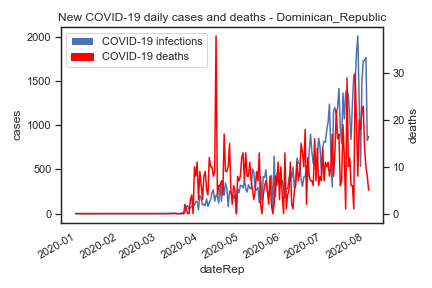 New COVID-19 daily cases and deaths - Dominican_Republic
COVID-19 infections
COVID-19 deaths
2000
1500
1000
500
0
cases
30
20
10
0
deaths
2020-01
2020-02
2020-03
2020-04
2020-05
2020-06
2020-07
2020-08
dateRep